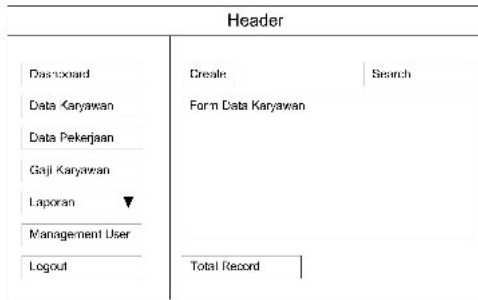 Header
Dashboard
Data Karyawan
Data Pekerjaan
Gaji Karyawan
Laporan
Management User
Logout
Create
Search
Form Data Karyawan
Total Record